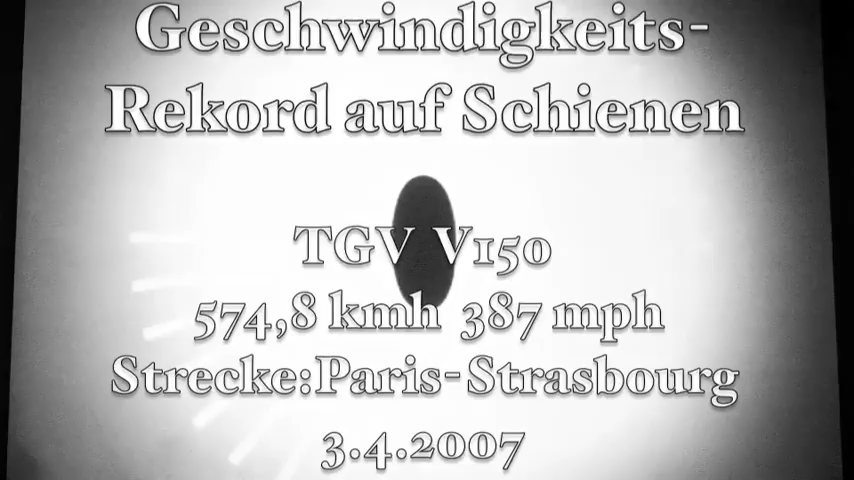 Geschwindigkeits-
Rekord auf Schienen
TGV V150
574,8 kmh 387 mph
Strecke:Paris-Strasbourg
3.4.2007